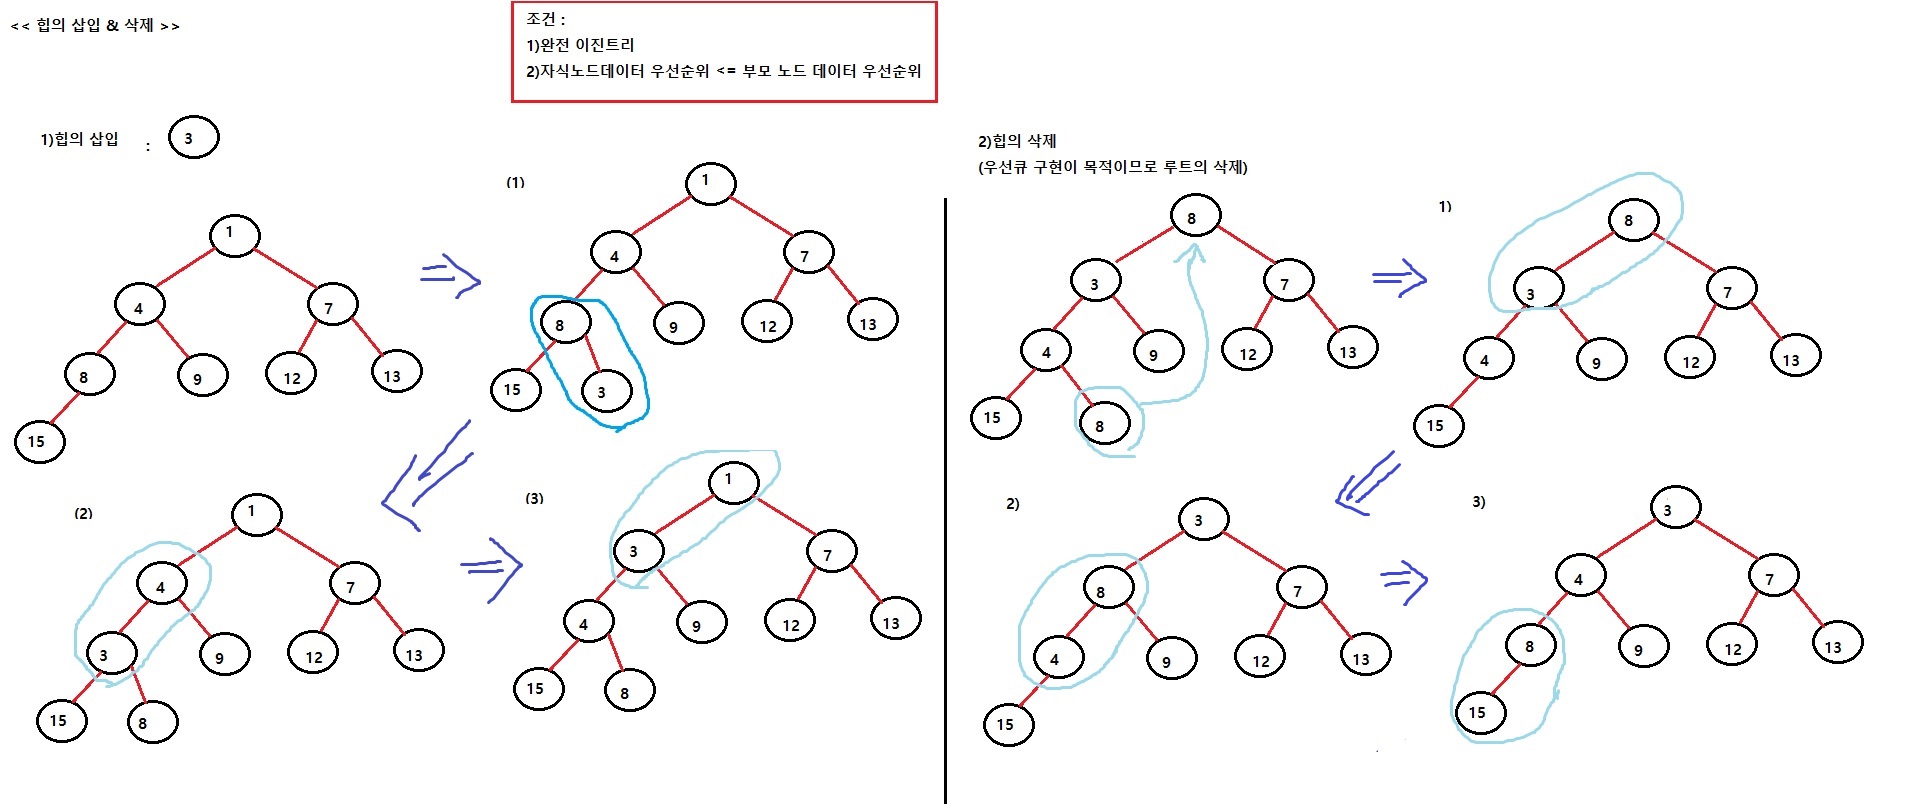 << 힙의 삽입 & 삭제 >>
조건 :
1)완전 이진트리
2)자식노드데이터 우선순위 <= 부모 노드 데이터 우선순위
1)힙의 삽입 : 3
1
4 7
8 9 12 13
15
(1)
1
4 7
8 9 12 13
15 3
(2)
1
4 7
3 9 12 13
15 8
(3)
1
3 7
4 9 12 13
15 8
2)힙의 삭제
(우선큐 구현이 목적이므로 루트의 삭제)
8
3 7
4 9 12 13
15 8
1)
8
3 7
4 9 12 13
15
2)
3
8 7
4 9 12 13
15
3)
3
4 7
8 9 12 13
15